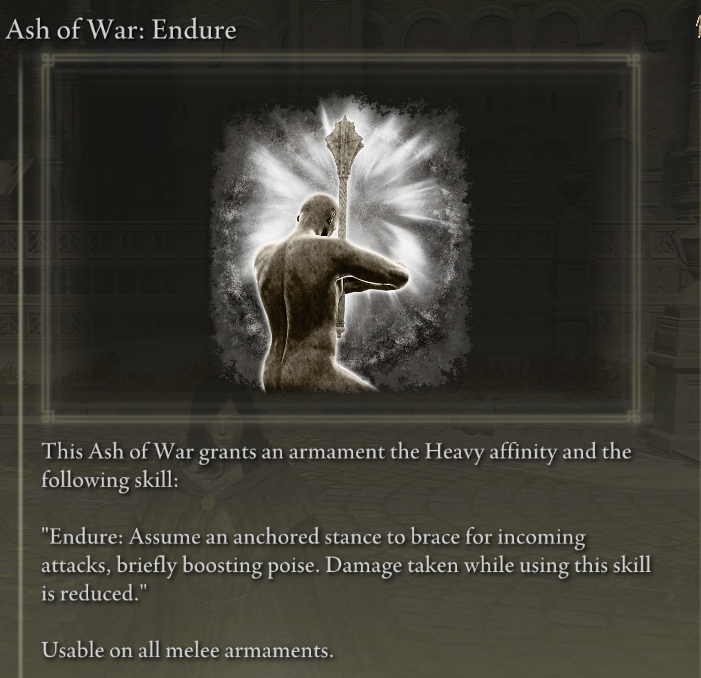 Ash of War: Endure
This Ash of War grants an armament the Heavy affinity and the
following skill:
"Endure: Assume an anchored stance to brace for incoming
attacks, briefly boosting poise. Damage taken while using this skill
is reduced."
Usable on all melee armaments.